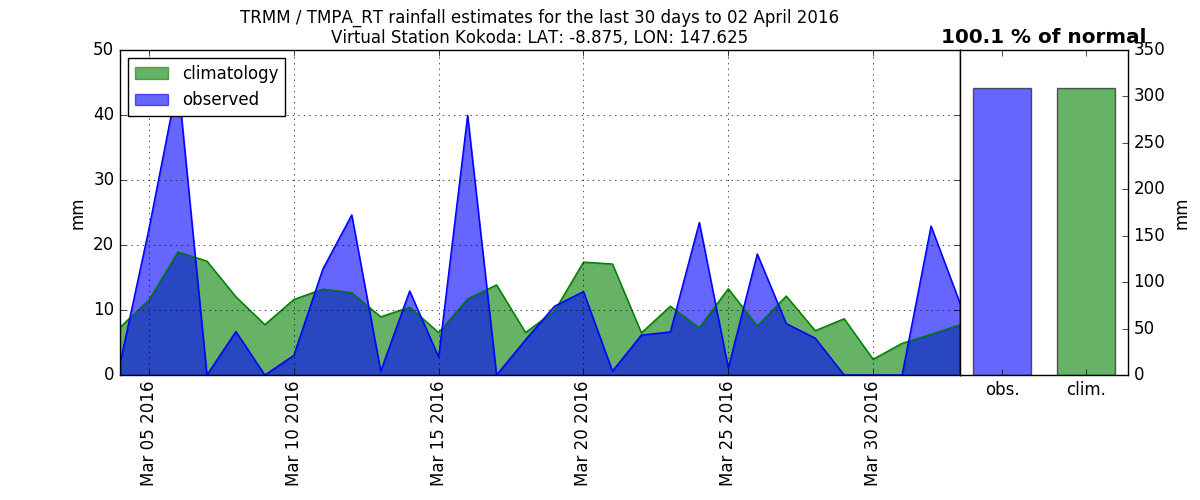 TRMM / TMPA_RT rainfall estimates for the last 30 days to 02 April 2016
Virtual Station Kokoda: LAT: -8.875, LON: 147.625
100.1 % of normal
climatology
observed
50
40
30
20
10
0
mm
Mar 05 2016
Mar 10 2016
Mar 15 2016
Mar 20 2016
Mar 25 2016
Mar 30 2016
350
300
250
200
150
100
50
0
mm
obs.
clim.